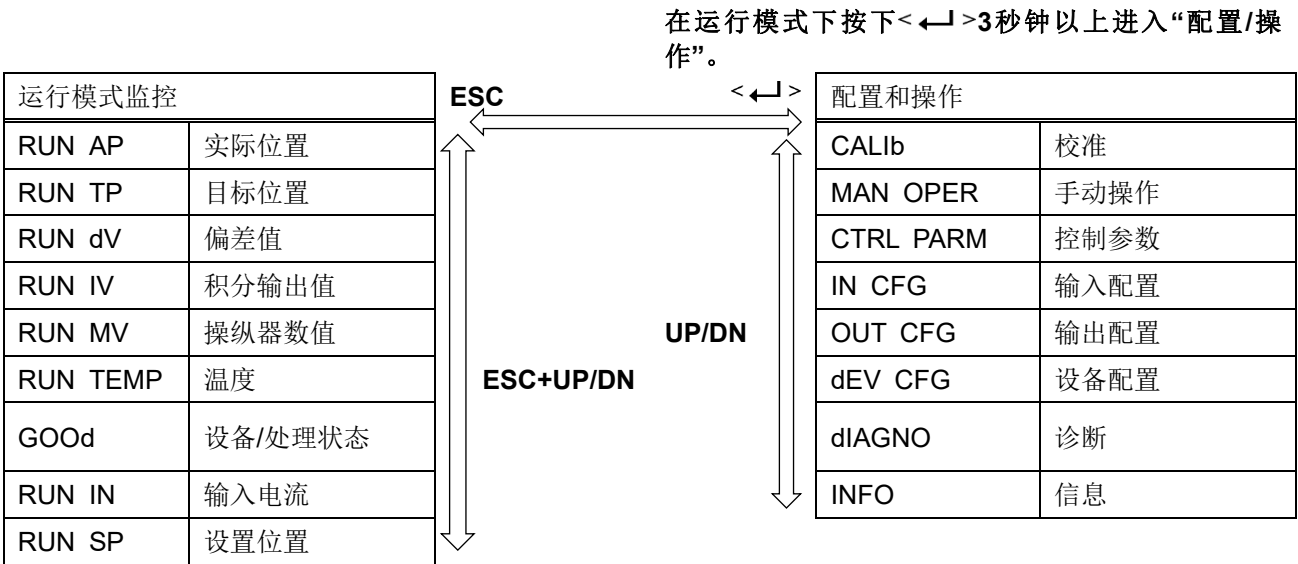 在运行模式下按下<↵>3秒钟以上进入“配置/操
作”。
运行模式监控 ESC <↵> 配置和操作
RUN AP 实际位置 CALIb 校准
RUN TP 目标位置 MAN OPER 手动操作
RUN dV 偏差值 CTRL PARM 控制参数
RUN IV 积分输出值 IN CFG 输入配置
RUN MV 操纵器数值 UP/DN OUT CFG 输出配置
RUN TEMP 温度 ESC+UP/DN dEV CFG 设备配置
GOOd 设备/处理状态 dIAGNO 诊断
RUN IN 输入电流 INFO 信息
RUN SP 设置位置